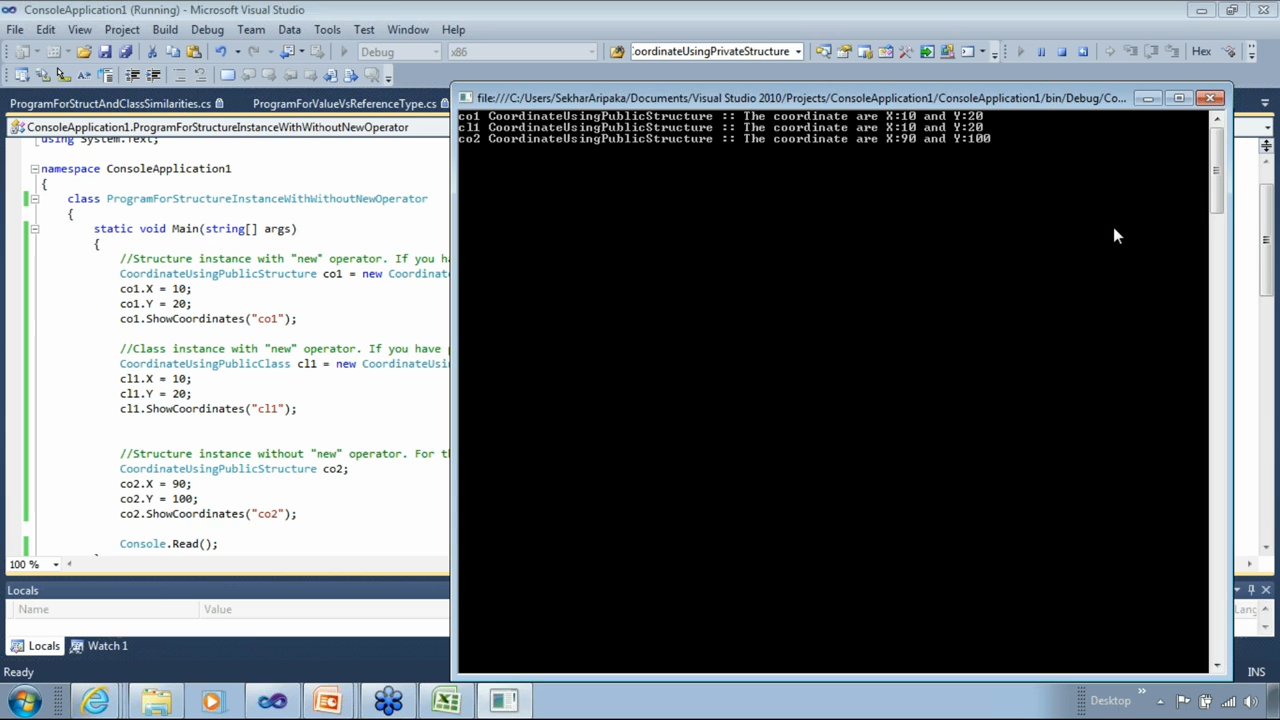 ConsoleApplication1 (Running) - Microsoft Visual Studio
File Edit View Project Build Debug Team Data Tools Test Window Help
Debug x86 oordinateUsingPrivateStructure Hex
ProgramForStructAndClassSimilarities.cs ProgramForValueVsReferenceType.cs
ConsoleApplication1.ProgramForStructureInstanceWithWithoutNewOperator
using System.Text;
namespace ConsoleApplication1
{
class ProgramForStructureInstanceWithWithoutNewOperator
{
static void Main(string[] args)
{
//Structure instance with "new" operator. If you ha
CoordinateUsingPublicStructure co1 = new Coordinate
co1.X = 10;
co1.Y = 20;
co1.ShowCoordinates("co1");
//Class instance with "new" operator. If you have
CoordinateUsingPublicClass cl1 = new CoordinateUsin
cl1.X = 10;
cl1.Y = 20;
cl1.ShowCoordinates("cl1");
//Structure instance without "new" operator. For th
CoordinateUsingPublicStructure co2;
co2.X = 90;
co2.Y = 100;
co2.ShowCoordinates("co2");
Console.Read();
100 %
file:///C:/Users/SekharAripaka/Documents/Visual Studio 2010/Projects/ConsoleApplication1/ConsoleApplication1/bin/Debug/Co...
co1 CoordinateUsingPublicStructure :: The coordinate are X:10 and Y:20
cl1 CoordinateUsingPublicStructure :: The coordinate are X:10 and Y:20
co2 CoordinateUsingPublicStructure :: The coordinate are X:90 and Y:100
Locals
Name Value Lang
Locals Watch 1
Ready INS
Desktop